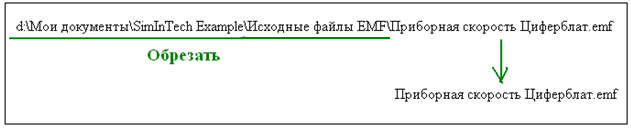 d:\Мои документы\SimInTech Example\Исходные файлы EMF\Приборная скорость Циферблат.emf
Обрезать
Приборная скорость Циферблат.emf